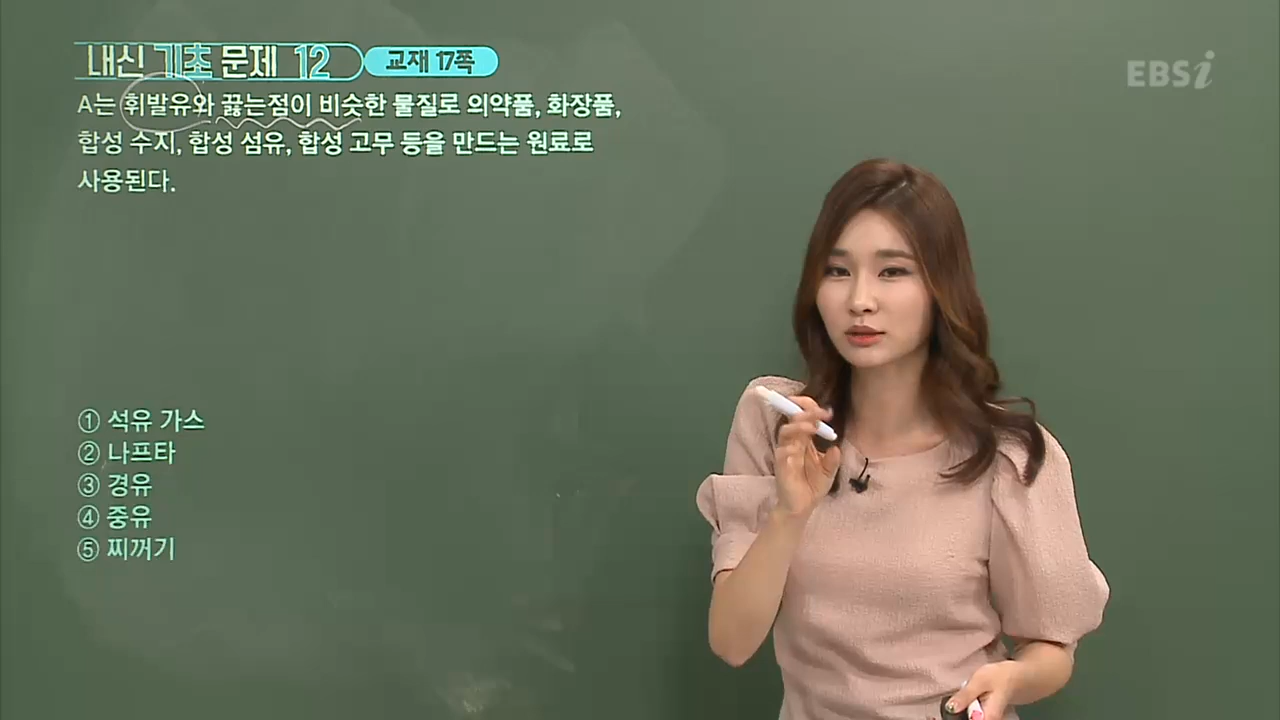 내신 기초 문제 12 교재 17쪽
EBSi
A는 휘발유와 끓는점이 비슷한 물질로 의약품, 화장품,
합성 수지, 합성 섬유, 합성 고무 등을 만드는 원료로
사용된다.
① 석유 가스
② 나프타
③ 경유
④ 중유
⑤ 찌꺼기